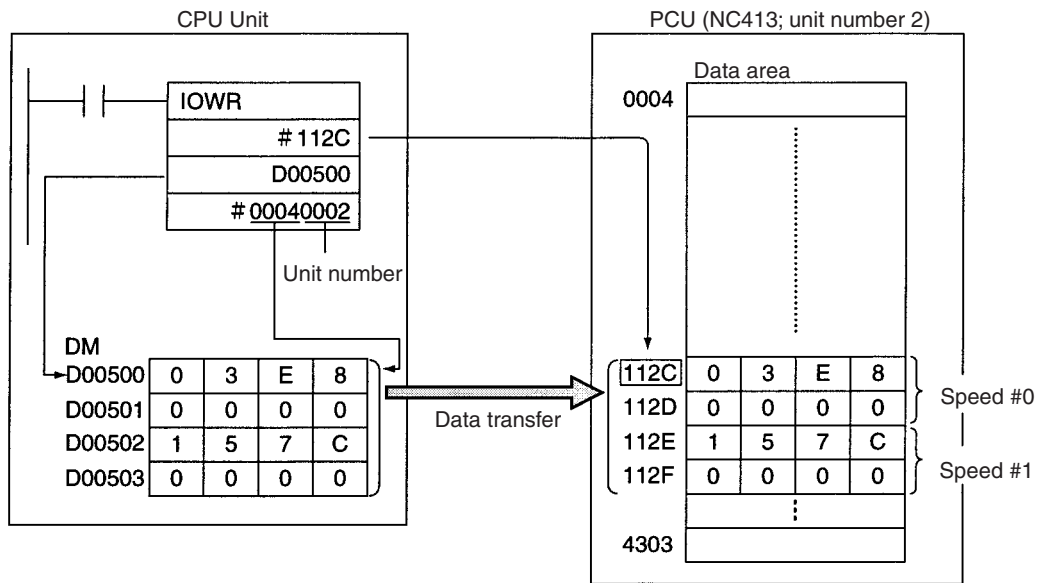 CPU Unit
IOWR
#112C
D00500
#00040002
Unit number
DM
D00500 0 3 E 8
D00501 0 0 0 0
D00502 1 5 7 C
D00503 0 0 0 0
Data transfer
PCU (NC413; unit number 2)
Data area
0004
112C 0 3 E 8
112D 0 0 0 0
Speed #0
112E 1 5 7 C
112F 0 0 0 0
Speed #1
4303